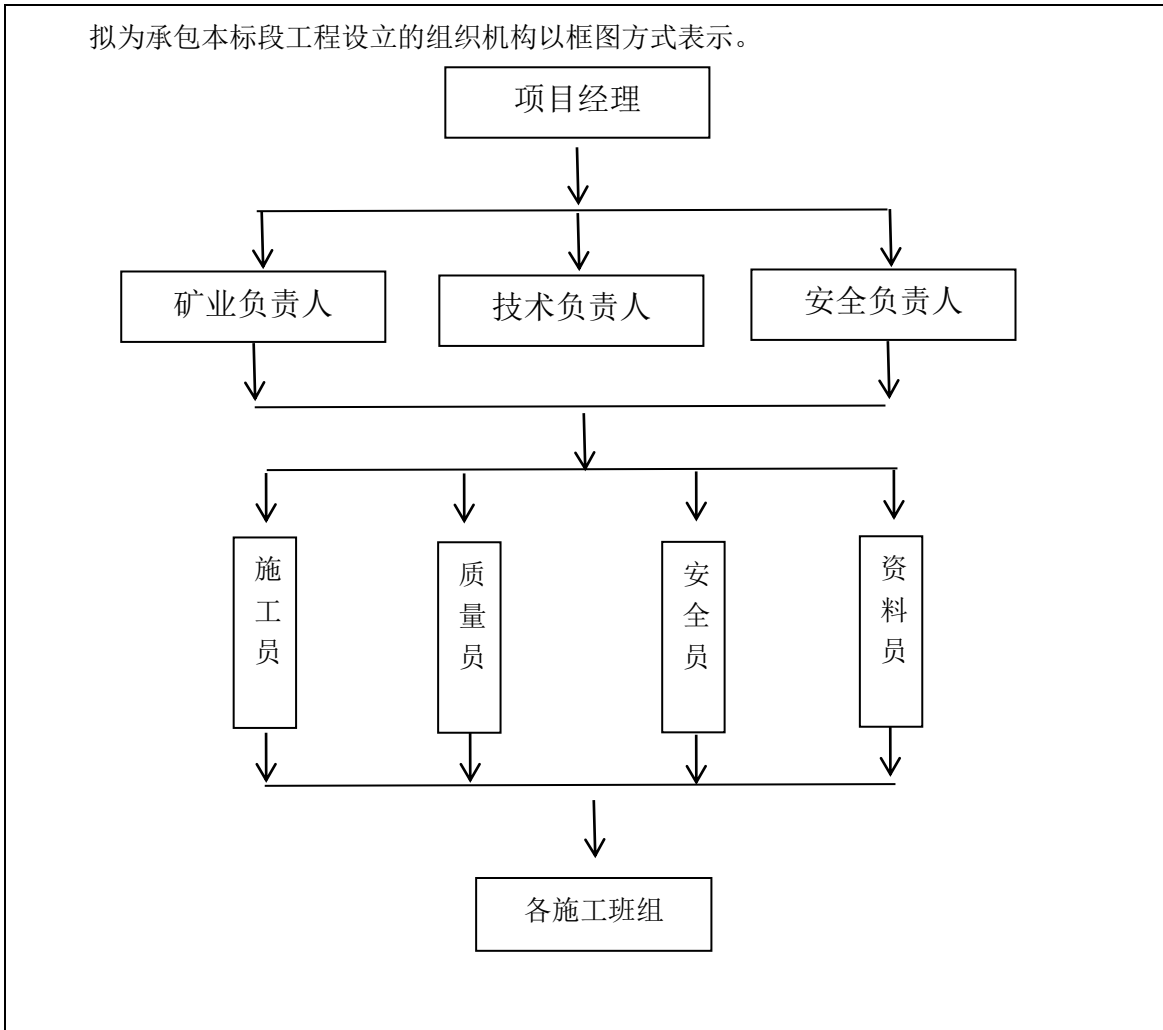 拟为承包本标段工程设立的组织机构以框图方式表示。
项目经理
矿业负责人
技术负责人
安全负责人
施工员
质量员
安全员
资料员
各施工班组